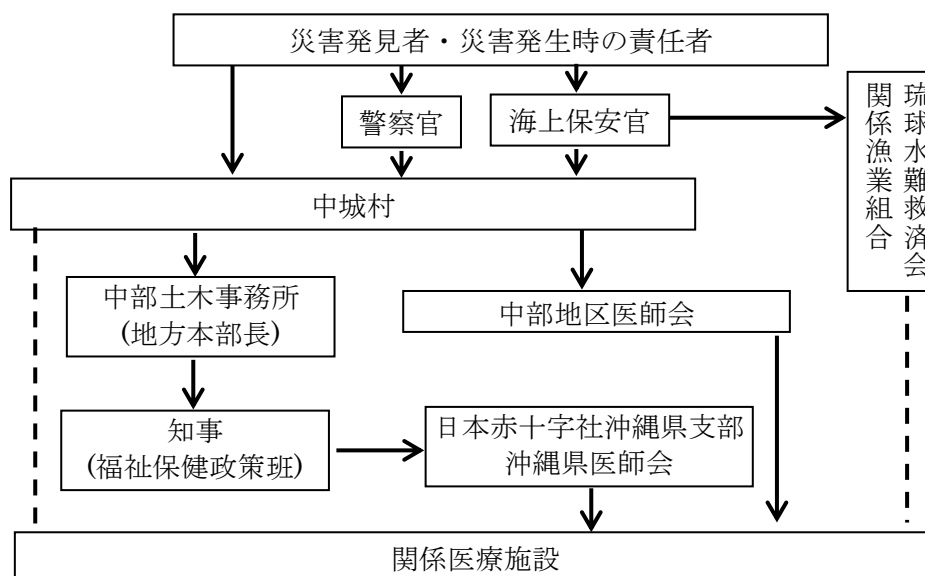 災害発見者・災害発生時の責任者
警察官
海上保安官
琉球水難救済会
関係漁業組合
中城村
中部土木事務所
(地方本部長)
中部地区医師会
知事
(福祉保健政策班)
日本赤十字社沖縄県支部
沖縄県医師会
関係医療施設